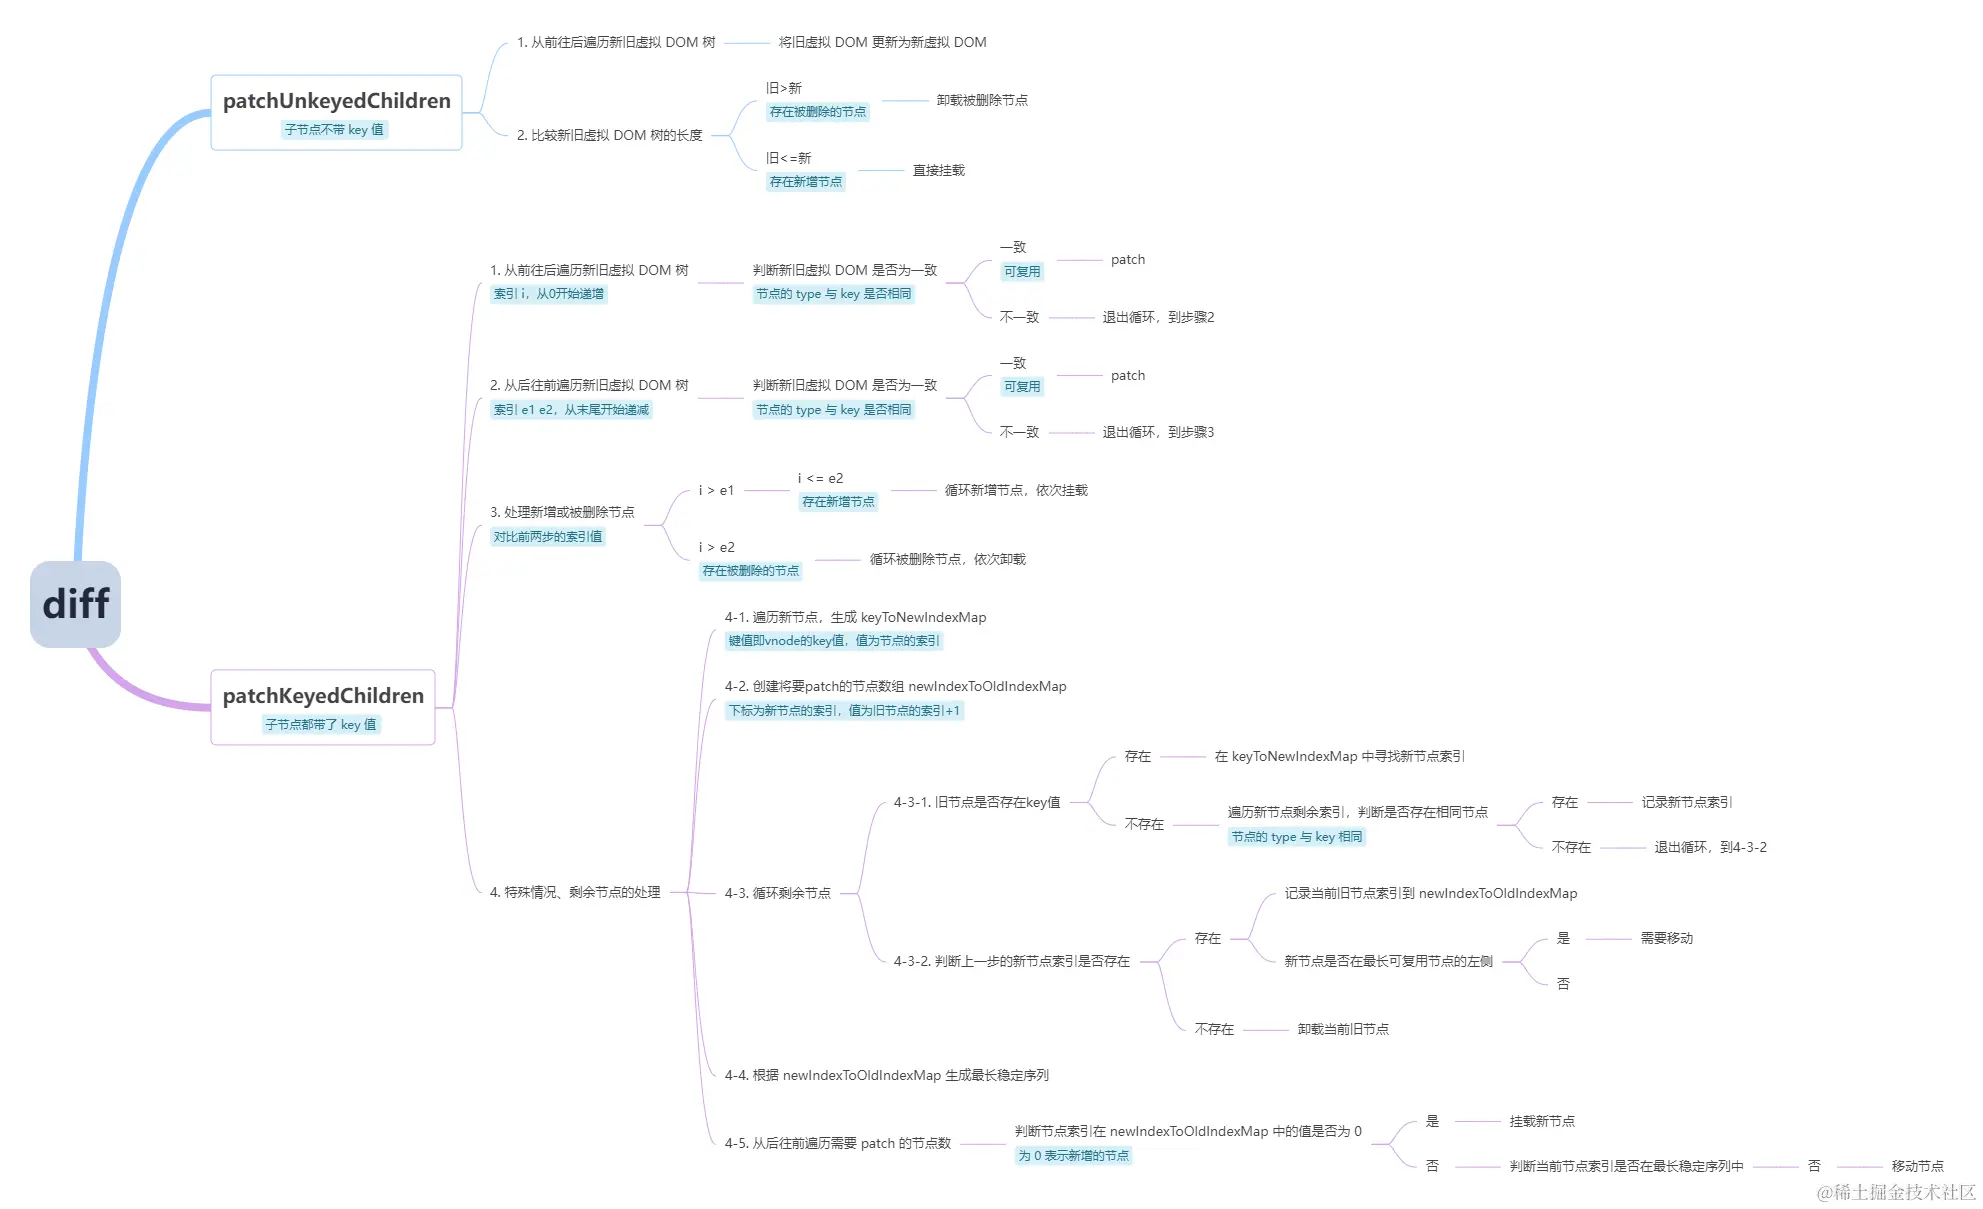 diff
patchUnkeyedChildren
子节点不带 key 值
1. 从前往后遍历新旧虚拟 DOM 树
将旧虚拟 DOM 更新为新虚拟 DOM
2. 比较新旧虚拟 DOM 树的长度
旧>新
存在被删除的节点
卸载被删除节点
旧<=新
存在新增节点
直接挂载
patchKeyedChildren
子节点都带了 key 值
1. 从前往后遍历新旧虚拟 DOM 树
索引 i，从0开始递增
判断新旧虚拟 DOM 是否为一致
节点的 type 与 key 是否相同
一致
可复用
patch
不一致
退出循环，到步骤2
2. 从后往前遍历新旧虚拟 DOM 树
索引 e1 e2，从末尾开始递减
判断新旧虚拟 DOM 是否为一致
节点的 type 与 key 是否相同
一致
可复用
patch
不一致
退出循环，到步骤3
3. 处理新增或被删除节点
对比前两步的索引值
i > e1
i <= e2
存在新增节点
循环新增节点，依次挂载
i > e2
存在被删除的节点
循环被删除节点，依次卸载
4. 特殊情况、剩余节点的处理
4-1. 遍历新节点，生成 keyToNewIndexMap
键值即vnode的key值，值为节点的索引
4-2. 创建将要patch的节点数组 newIndexToOldIndexMap
下标为新节点的索引，值为旧节点的索引+1
4-3. 循环剩余节点
4-3-1. 旧节点是否存在key值
存在
在 keyToNewIndexMap 中寻找新节点索引
不存在
遍历新节点剩余索引，判断是否存在相同节点
节点的 type 与 key 相同
存在
记录新节点索引
不存在
退出循环，到4-3-2
4-3-2. 判断上一步的新节点索引是否存在
存在
记录当前旧节点索引到 newIndexToOldIndexMap
新节点是否在最长可复用节点的左侧
是
需要移动
否
不存在
卸载当前旧节点
4-4. 根据 newIndexToOldIndexMap 生成最长稳定序列
4-5. 从后往前遍历需要 patch 的节点数
判断节点索引在 newIndexToOldIndexMap 中的值是否为 0
为 0 表示新增的节点
是
挂载新节点
否
判断当前节点索引是否在最长稳定序列中
否
移动节点
@稀土掘金技术社区